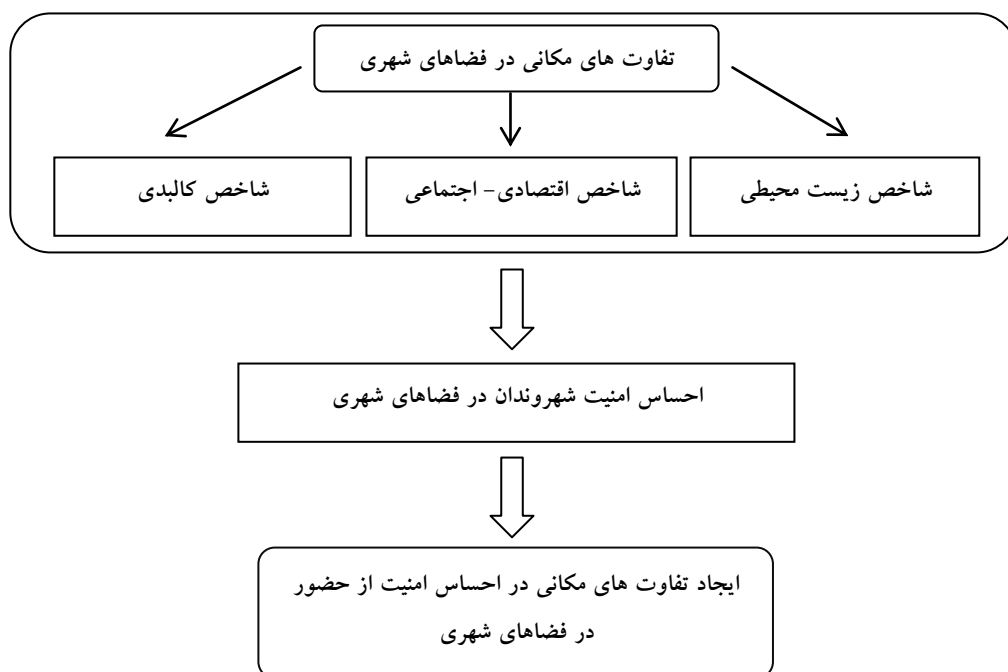 تفاوت های مکانی در فضاهای شهری
شاخص زیست محیطی
شاخص اقتصادی- اجتماعی
شاخص کالبدی
احساس امنیت شهروندان در فضاهای شهری
ایجاد تفاوت های مکانی در احساس امنیت از حضور
در فضاهای شهری